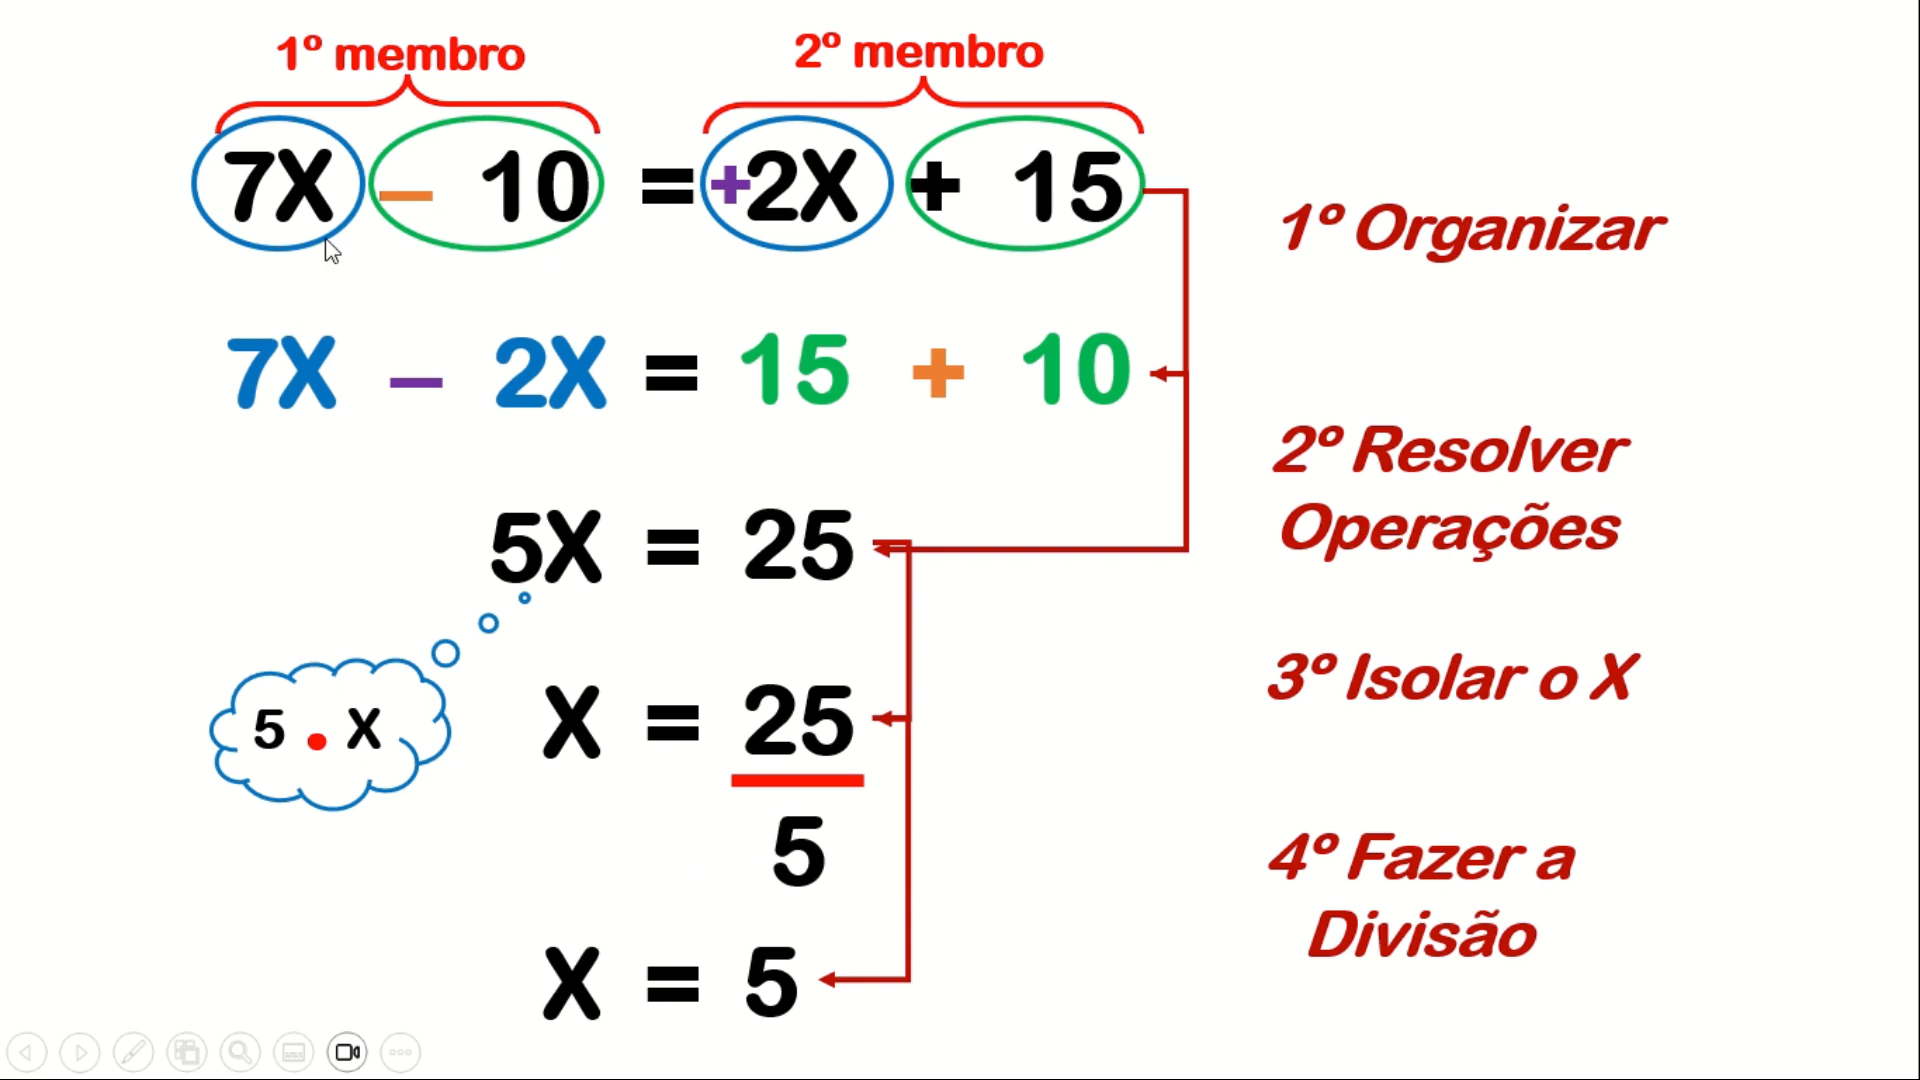 1º membro 2º membro
7X – 10 = +2X + 15
1º Organizar
7X – 2X = 15 + 10
2º Resolver
Operações
5X = 25
3º Isolar o X
5 . X
X = 25
5
4º Fazer a
Divisão
X = 5